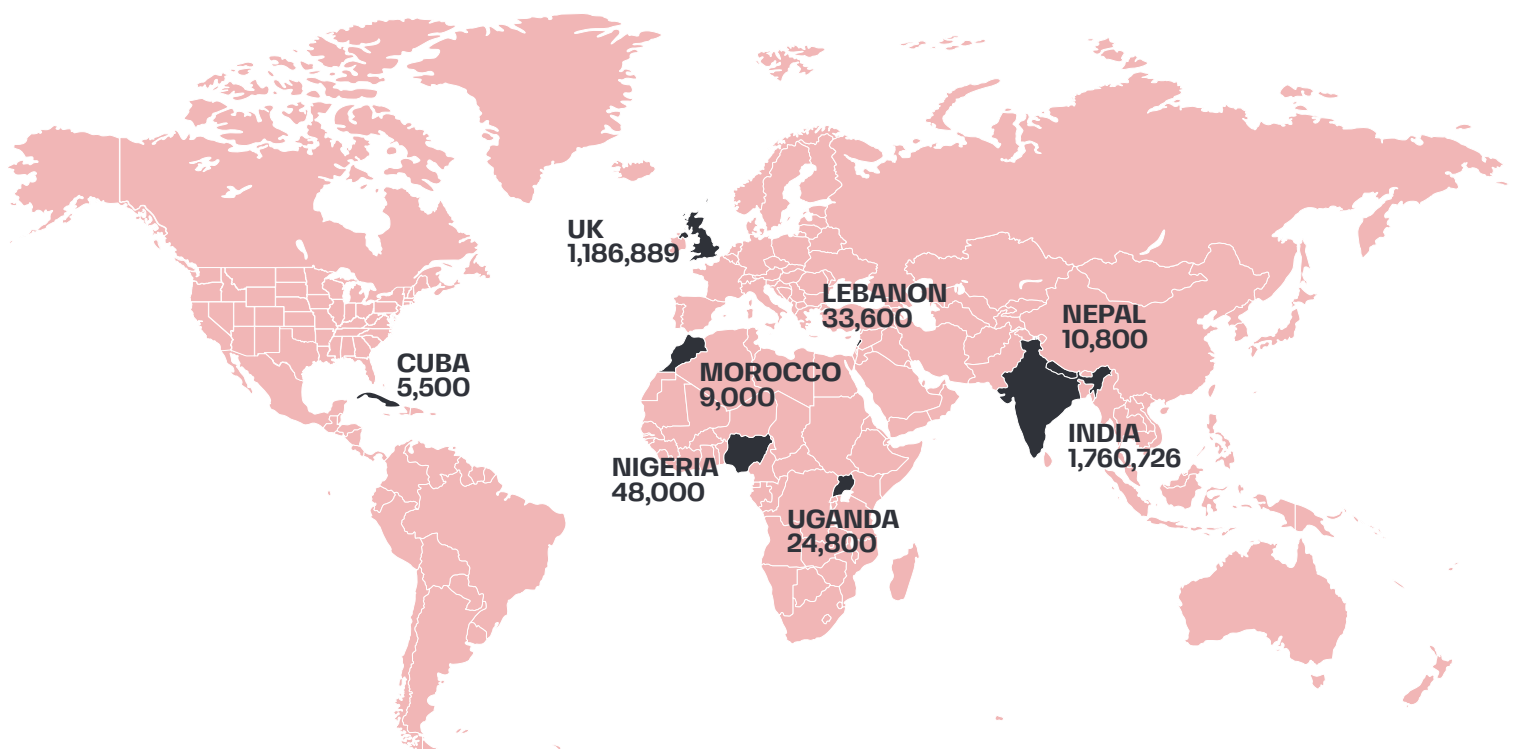 UK
1,186,889
LEBANON
33,600
NEPAL
10,800
CUBA
5,500
MOROCCO
9,000
INDIA
1,760,726
NIGERIA
48,000
UGANDA
24,800